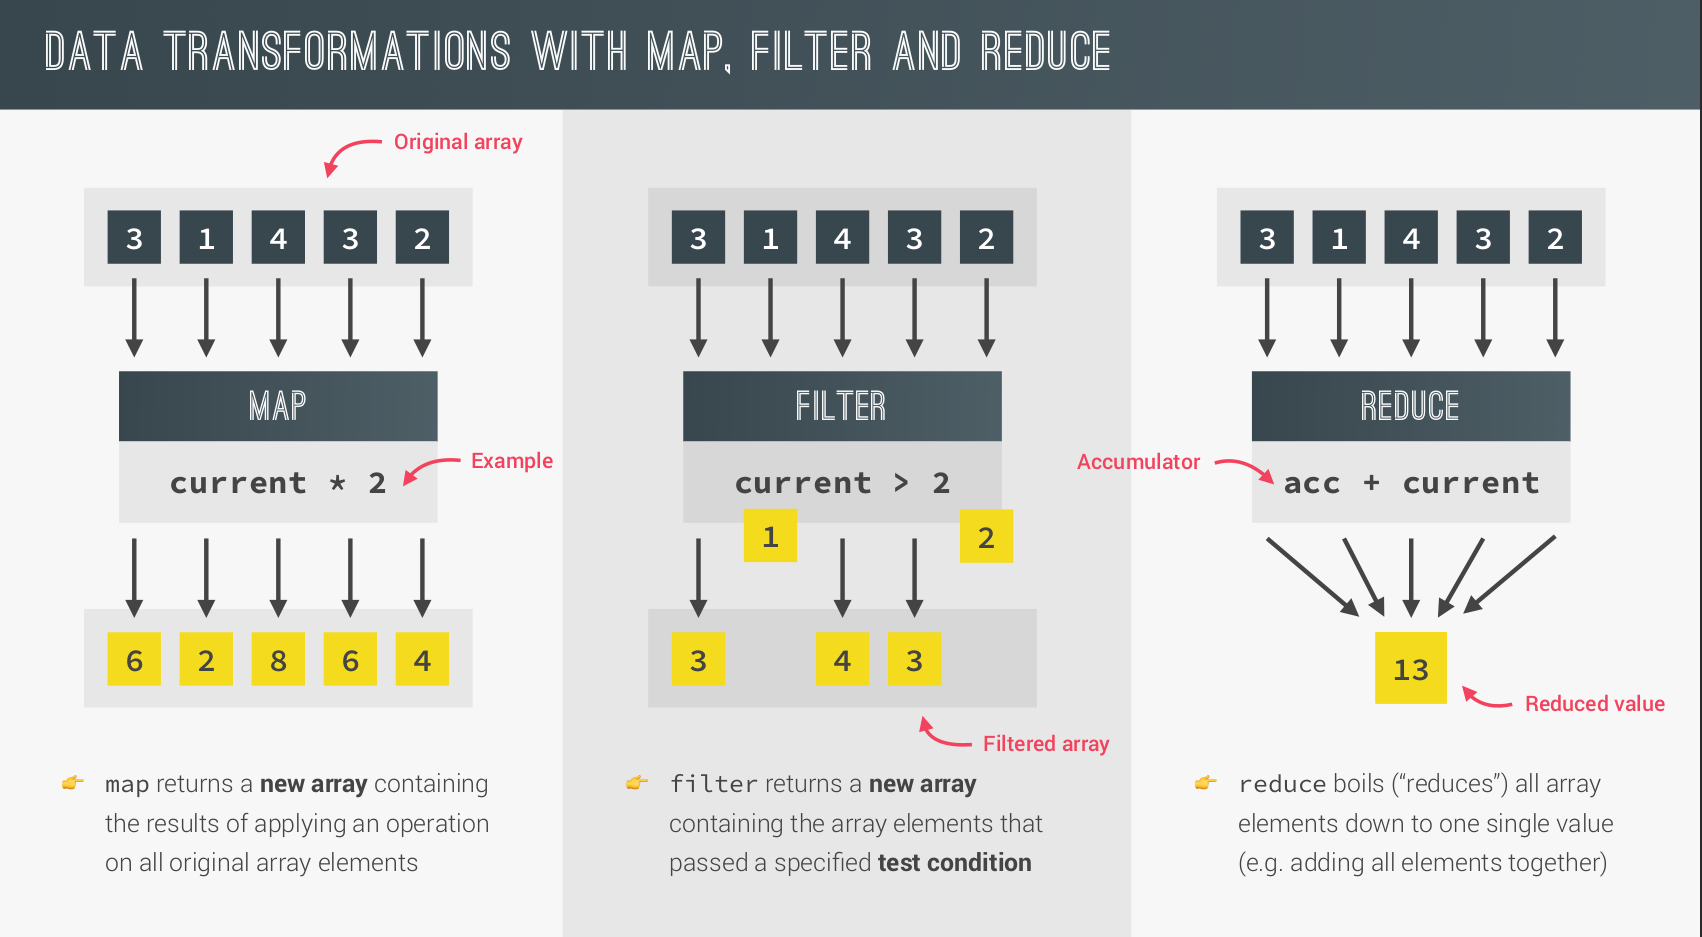 DATA TRANSFORMATIONS WITH MAP, FILTER AND REDUCE
Original array
3 1 4 3 2
MAP
current * 2
Example
6 2 8 6 4
map returns a new array containing
the results of applying an operation
on all original array elements
3 1 4 3 2
FILTER
current > 2
1 2
3 4 3
Filtered array
filter returns a new array
containing the array elements that
passed a specified test condition
3 1 4 3 2
REDUCE
Accumulator
acc + current
13
Reduced value
reduce boils (“reduces”) all array
elements down to one single value
(e.g. adding all elements together)